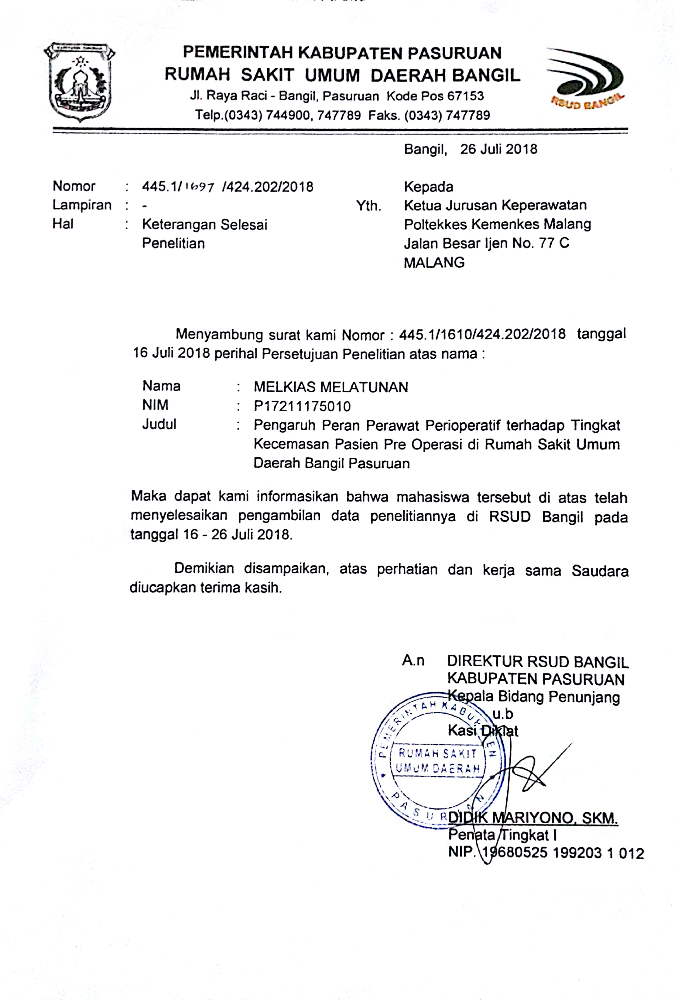 PEMERINTAH KABUPATEN PASURUAN
RUMAH SAKIT UMUM DAERAH BANGIL
Jl. Raya Raci - Bangil, Pasuruan Kode Pos 67153
Telp.(0343) 744900, 747789 Faks. (0343) 747789
RSUD BANGIL
Bangil, 26 Juli 2018
Nomor : 445.1/1697 /424.202/2018
Lampiran : -
Hal : Keterangan Selesai
Penelitian
Kepada
Yth. Ketua Jurusan Keperawatan
Poltekkes Kemenkes Malang
Jalan Besar Ijen No. 77 C
MALANG
Menyambung surat kami Nomor : 445.1/1610/424.202/2018 tanggal
16 Juli 2018 perihal Persetujuan Penelitian atas nama :
Nama : MELKIAS MELATUNAN
NIM : P17211175010
Judul : Pengaruh Peran Perawat Perioperatif terhadap Tingkat
Kecemasan Pasien Pre Operasi di Rumah Sakit Umum
Daerah Bangil Pasuruan
Maka dapat kami informasikan bahwa mahasiswa tersebut di atas telah
menyelesaikan pengambilan data penelitiannya di RSUD Bangil pada
tanggal 16 - 26 Juli 2018.
Demikian disampaikan, atas perhatian dan kerja sama Saudara
diucapkan terima kasih.
A.n DIREKTUR RSUD BANGIL
KABUPATEN PASURUAN
Kepala Bidang Penunjang
u.b
Kasi Diklat
PEMERINTAH KABUPATEN
RUMAH SAKIT
UMUM DAERAH
PASURUAN
DIDIK MARIYONO, SKM.
Penata Tingkat I
NIP. 19680525 199203 1 012